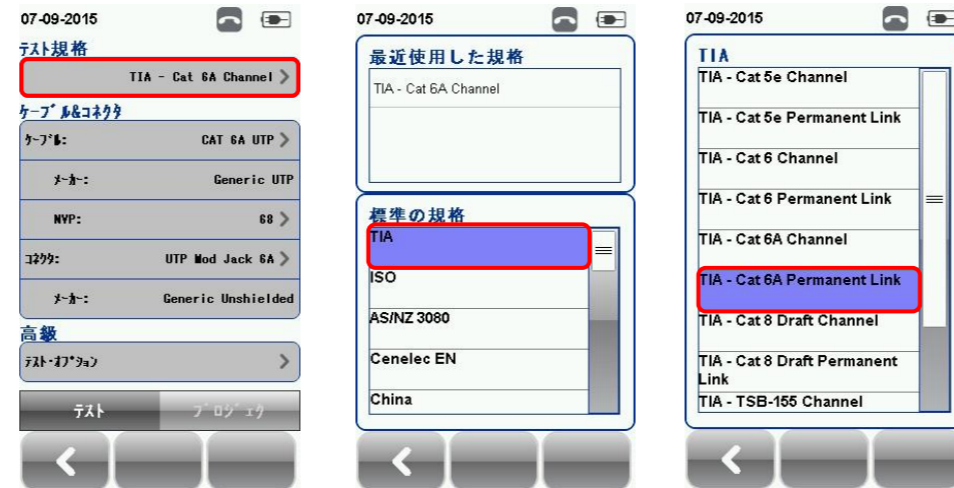 07-09-2015
テスト規格
TIA - Cat 6A Channel
ケーブル&コネクタ
ケーブル: CAT 6A UTP
メーカー: Generic UTP
NVP: 68
コネクタ: UTP Mod Jack 6A
メーカー: Generic Unshielded
高級
テスト・オプション
テスト プロジェク
07-09-2015
最近使用した規格
TIA - Cat 6A Channel
標準の規格
TIA
ISO
AS/NZ 3080
Cenelec EN
China
07-09-2015
TIA
TIA - Cat 5e Channel
TIA - Cat 5e Permanent Link
TIA - Cat 6 Channel
TIA - Cat 6 Permanent Link
TIA - Cat 6A Channel
TIA - Cat 6A Permanent Link
TIA - Cat 8 Draft Channel
TIA - Cat 8 Draft Permanent
Link
TIA - TSB-155 Channel